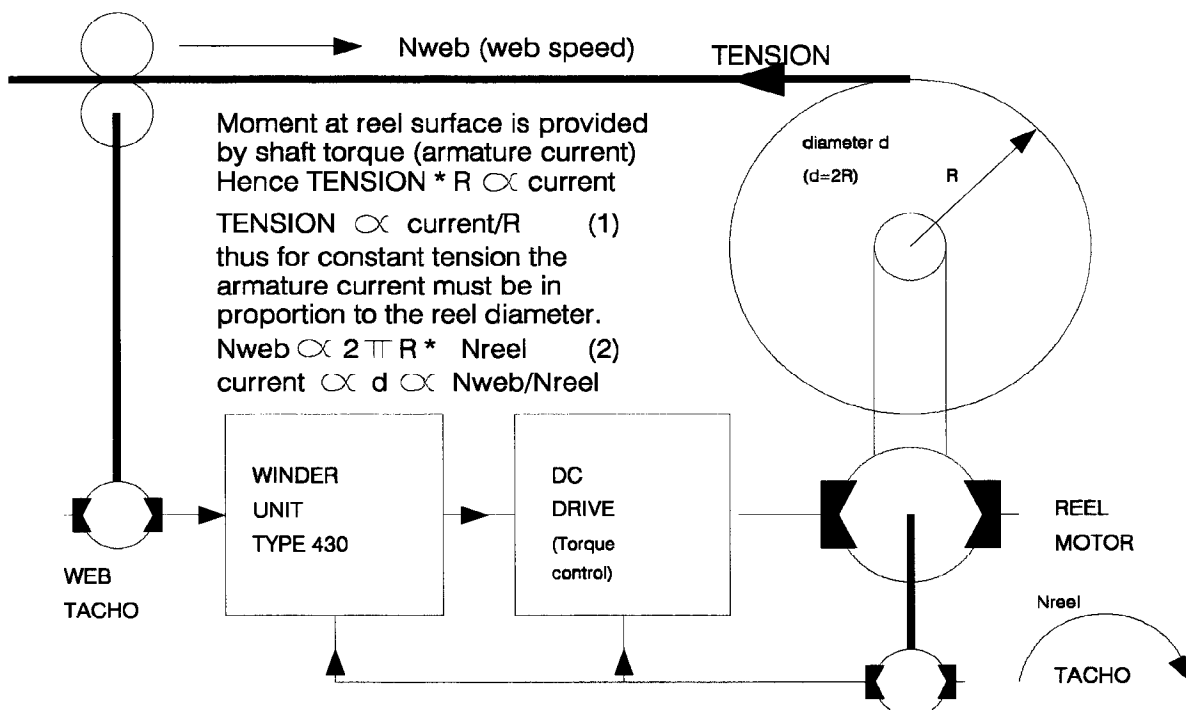 Nweb (web speed)
TENSION
Moment at reel surface is provided
by shaft torque (armature current)
Hence TENSION * R ∝ current
TENSION ∝ current/R (1)
thus for constant tension the
armature current must be in
proportion to the reel diameter.
Nweb ∝ 2 π R * Nreel (2)
current ∝ d ∝ Nweb/Nreel
diameter d
(d=2R)
R
WINDER
UNIT
TYPE 430
DC
DRIVE
(Torque
control)
REEL
MOTOR
WEB
TACHO
Nreel
TACHO